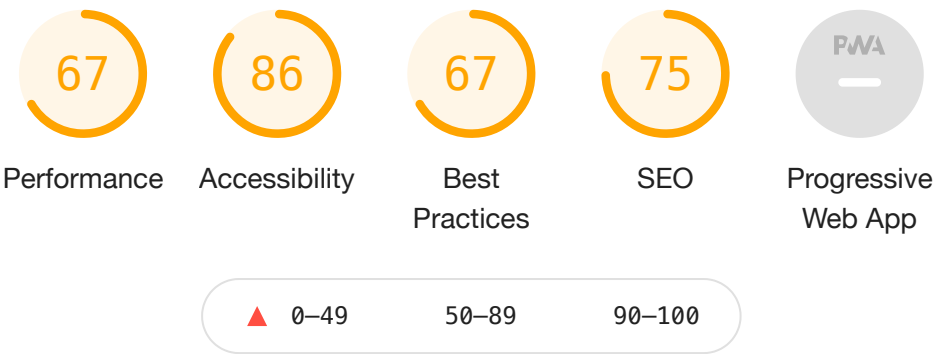 67 86 67 75 PWA
Performance Accessibility Best Practices SEO Progressive Web App
0–49 50–89 90–100